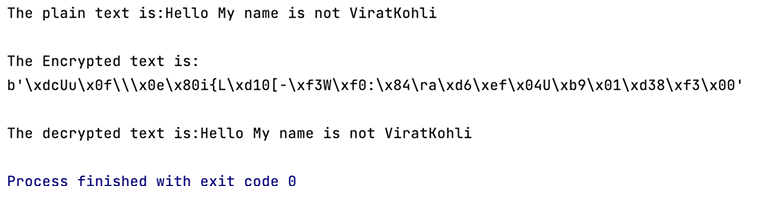 The plain text is:Hello My name is not ViratKohli
The Encrypted text is:
b'\xdcUu\x0f\\\x0e\x80i{L\xd10[-\xf3W\xf0:\x84\ra\xd6\xef\x04U\xb9\x01\xd38\xf3\x00'
The decrypted text is:Hello My name is not ViratKohli
Process finished with exit code 0